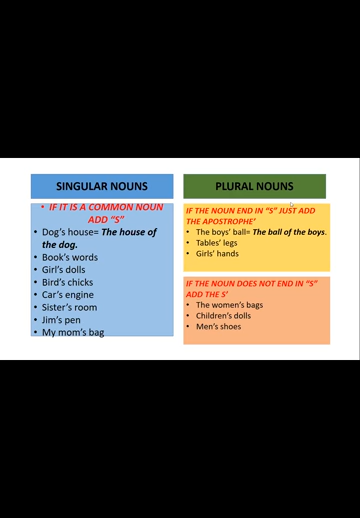 SINGULAR NOUNS
• IF IT IS A COMMON NOUN
ADD "S"
• Dog's house= The house of
the dog.
• Book's words
• Girl's dolls
• Bird's chicks
• Car's engine
• Sister's room
• Jim's pen
• My mom's bag
PLURAL NOUNS
IF THE NOUN END IN "S" JUST ADD
THE APOSTROPHE'
• The boys' ball= The ball of the boys.
• Tables' legs
• Girls' hands
IF THE NOUN DOES NOT END IN "S"
ADD THE S'
• The women's bags
• Children's dolls
• Men's shoes